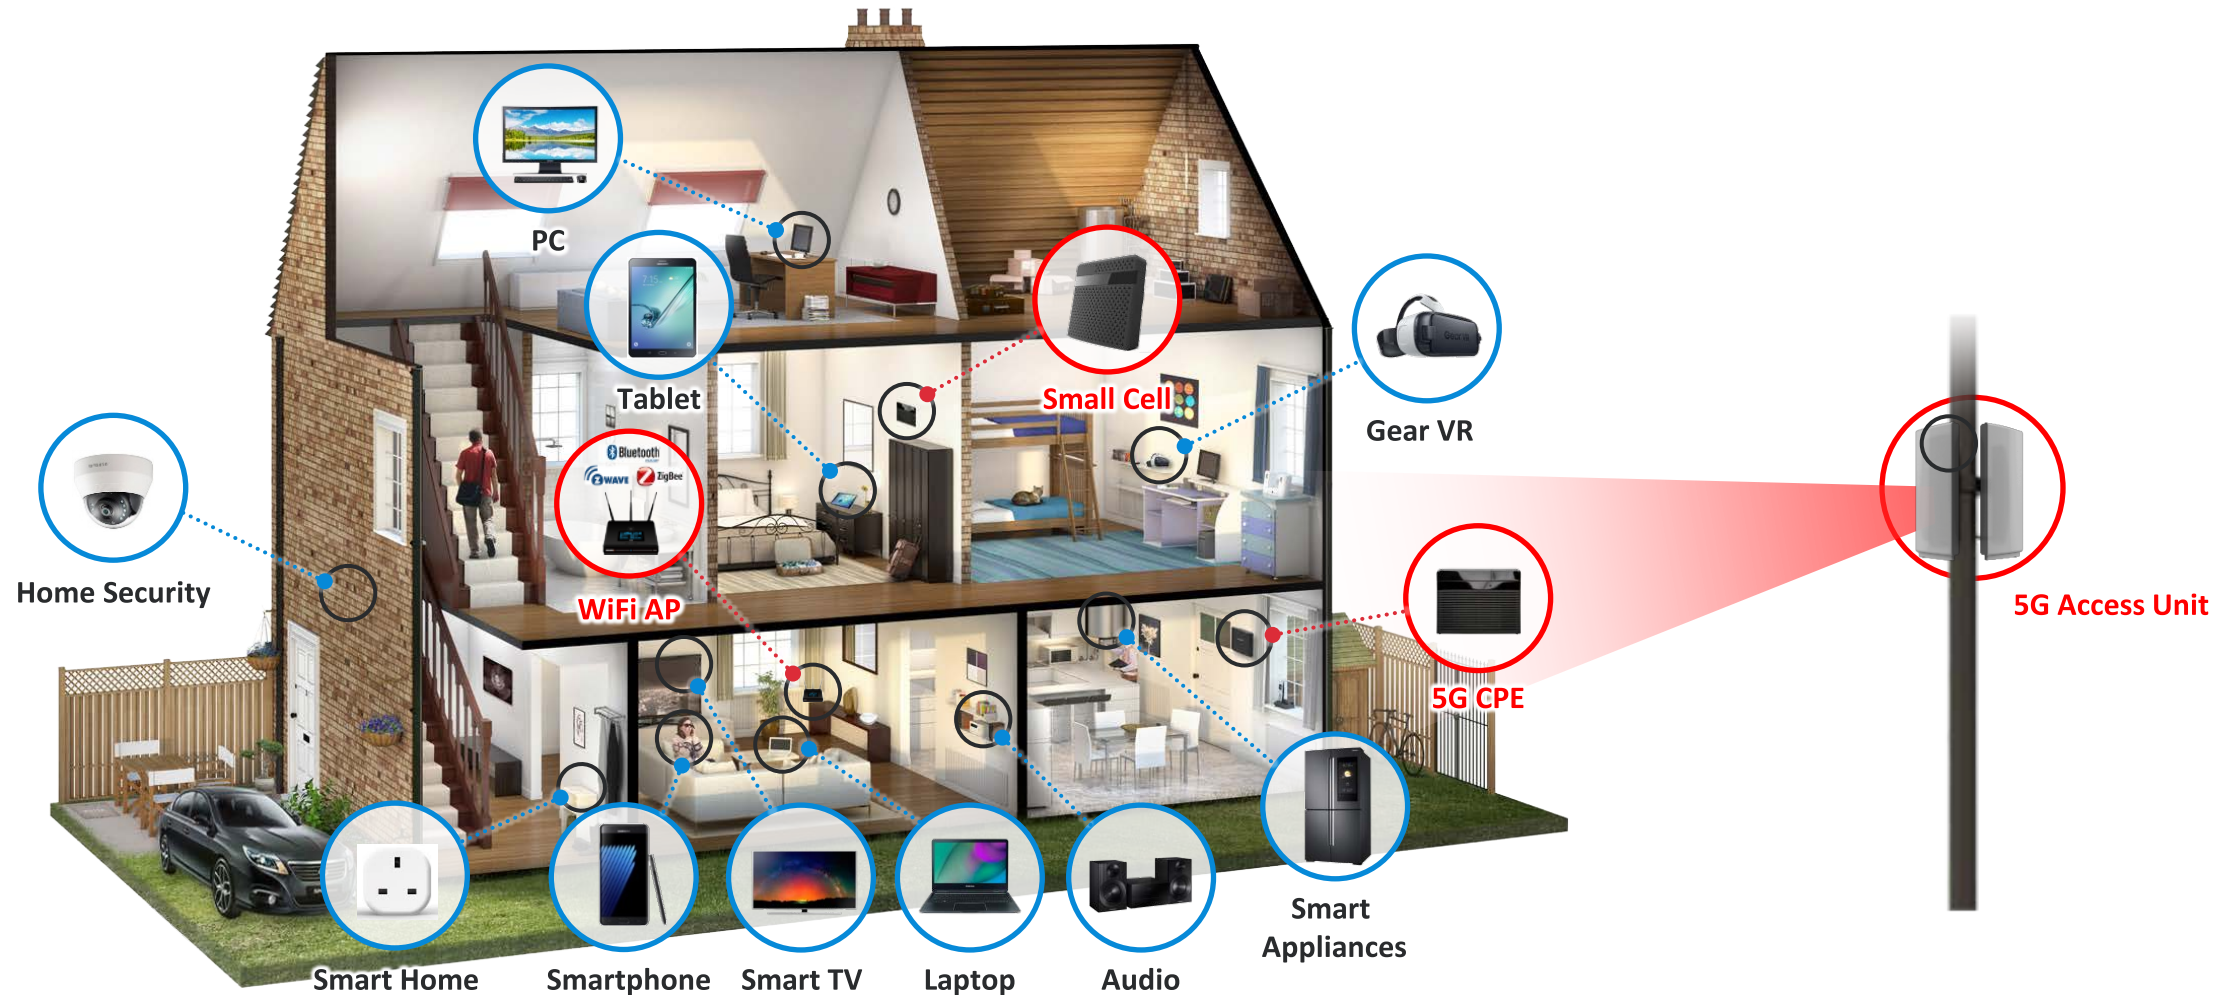 PC
Tablet
Small Cell
Gear VR
Bluetooth
WAVE
ZigBee
Home Security
WiFi AP
5G Access Unit
5G CPE
Smart
Appliances
Smart Home
Smartphone
Smart TV
Laptop
Audio